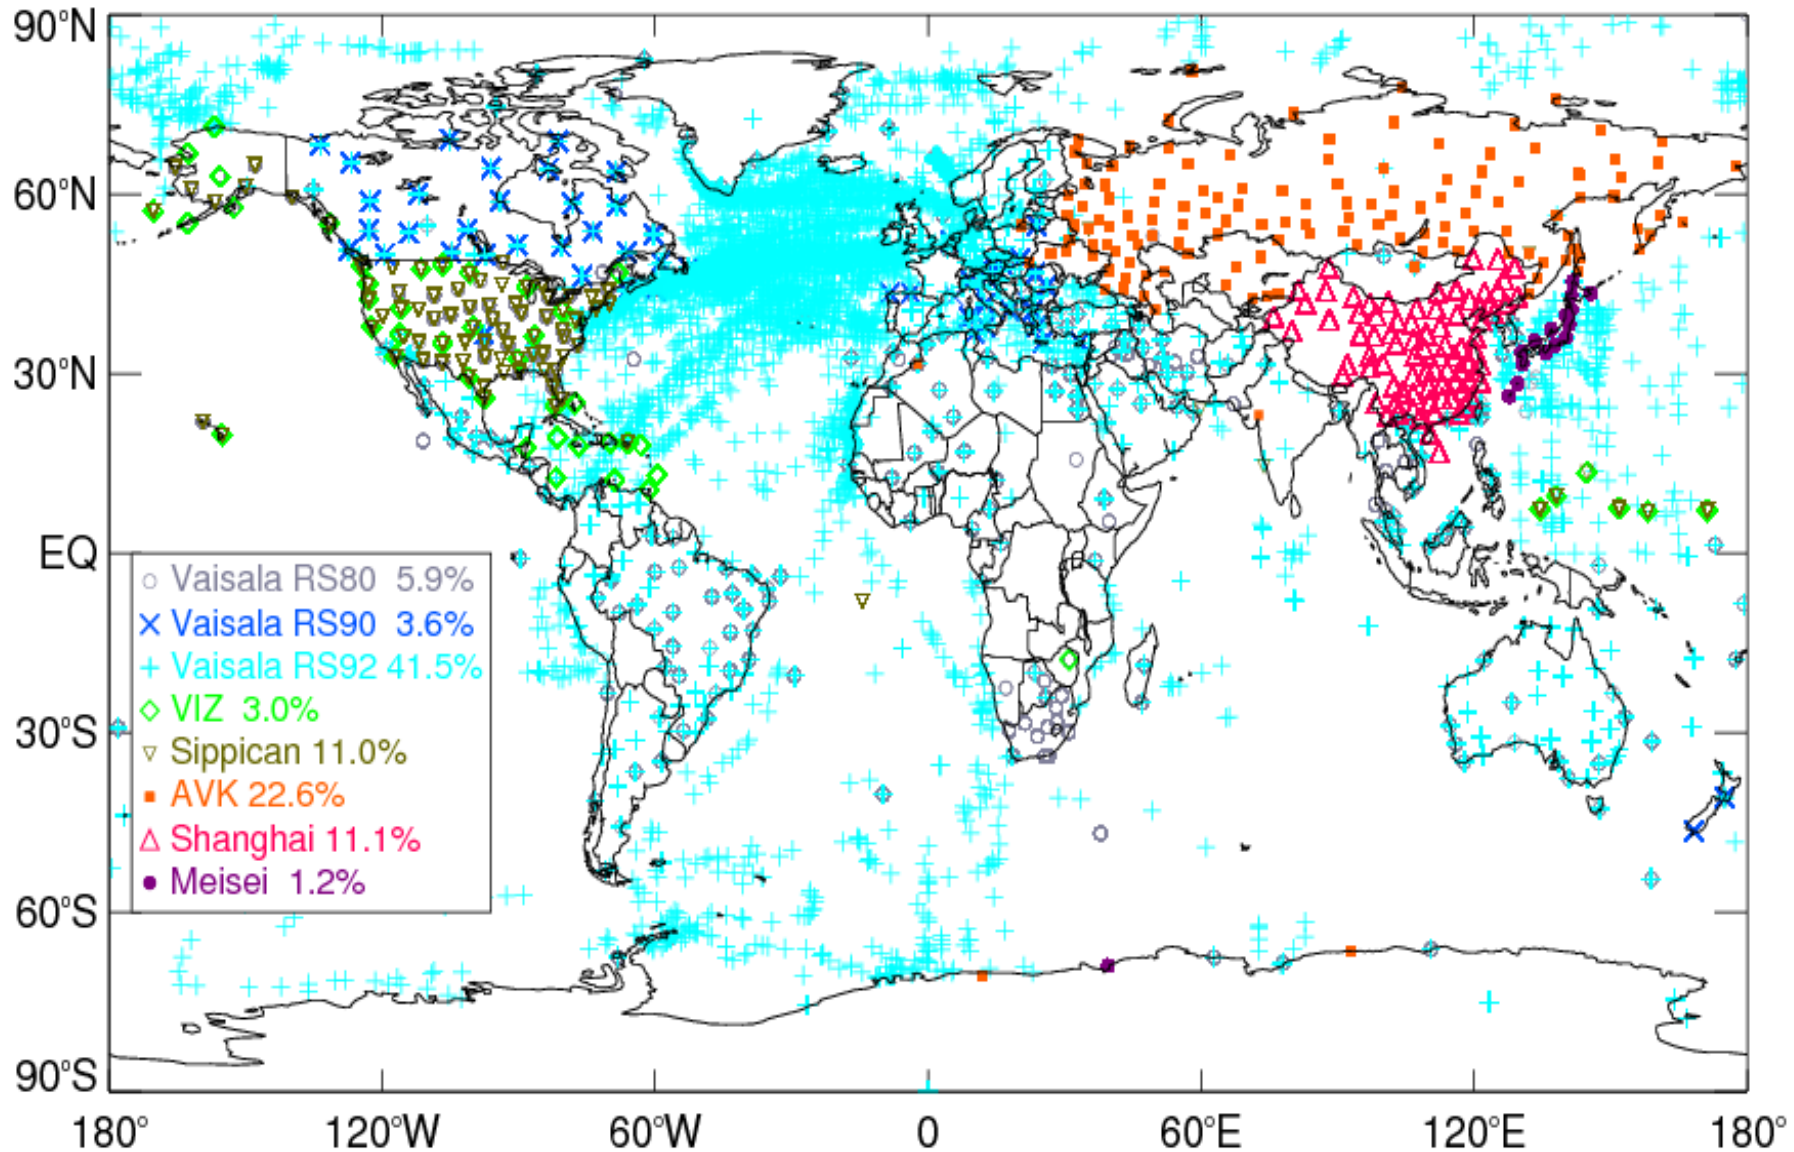 90°N
60°N
30°N
EQ
30°S
60°S
90°S
Vaisala RS80 5.9%
Vaisala RS90 3.6%
Vaisala RS92 41.5%
VIZ 3.0%
Sippican 11.0%
AVK 22.6%
Shanghai 11.1%
Meisei 1.2%
180° 120°W 60°W 0 60°E 120°E 180°